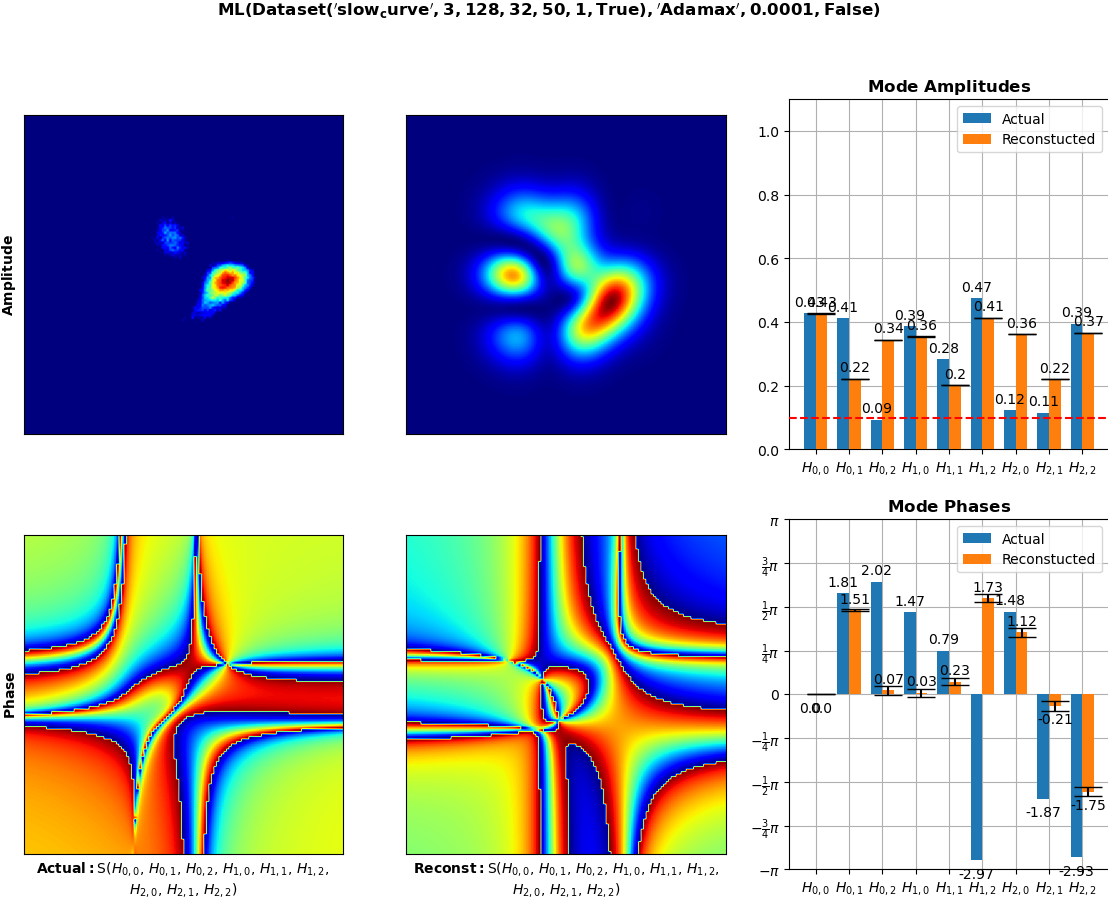 ML(Dataset('slow_curve', 3, 128, 32, 50, 1, True), 'Adamax', 0.0001, False)
Amplitude
Mode Amplitudes
Actual
Reconstucted
1.0
0.8
0.6
0.4
0.2
0.0
0.43
0.43
0.41
0.22
0.09
0.34
0.39
0.36
0.28
0.2
0.47
0.41
0.12
0.36
0.11
0.22
0.39
0.37
H0,0 H0,1 H0,2 H1,0 H1,1 H1,2 H2,0 H2,1 H2,2
Phase
Actual:S(H0,0, H0,1, H0,2, H1,0, H1,1, H1,2,
H2,0, H2,1, H2,2)
Reconst:S(H0,0, H0,1, H0,2, H1,0, H1,1, H1,2,
H2,0, H2,1, H2,2)
Mode Phases
Actual
Reconstucted
π
3/4π
1/2π
1/4π
0
−1/4π
−1/2π
−3/4π
−π
0.0
0.0
1.81
1.51
2.02
0.07
1.47
0.03
0.79
0.23
-2.97
1.73
1.48
1.12
-1.87
-0.21
-2.93
-1.75
H0,0 H0,1 H0,2 H1,0 H1,1 H1,2 H2,0 H2,1 H2,2